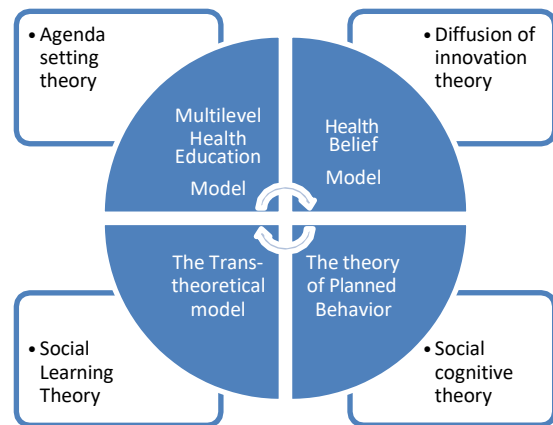 • Agenda
setting
theory
• Diffusion of
innovation
theory
Multilevel
Health
Education
Model
Health
Belief
Model
The Trans-
theoretical
model
The theory
of Planned
Behavior
• Social
Learning
Theory
• Social
cognitive
theory